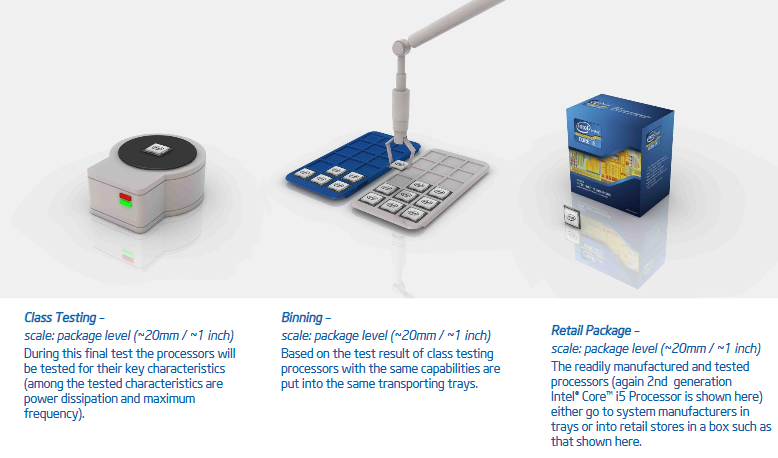 Class Testing –
scale: package level (~20mm / ~1 inch)
During this final test the processors will
be tested for their key characteristics
(among the tested characteristics are
power dissipation and maximum
frequency).
Binning –
scale: package level (~20mm / ~1 inch)
Based on the test result of class testing
processors with the same capabilities are
put into the same transporting trays.
intel
CORE i5
Retail Package –
scale: package level (~20mm / ~1 inch)
The readily manufactured and tested
processors (again 2nd  generation
Intel® Core™ i5 Processor is shown here)
either go to system manufacturers in
trays or into retail stores in a box such as
that shown here.